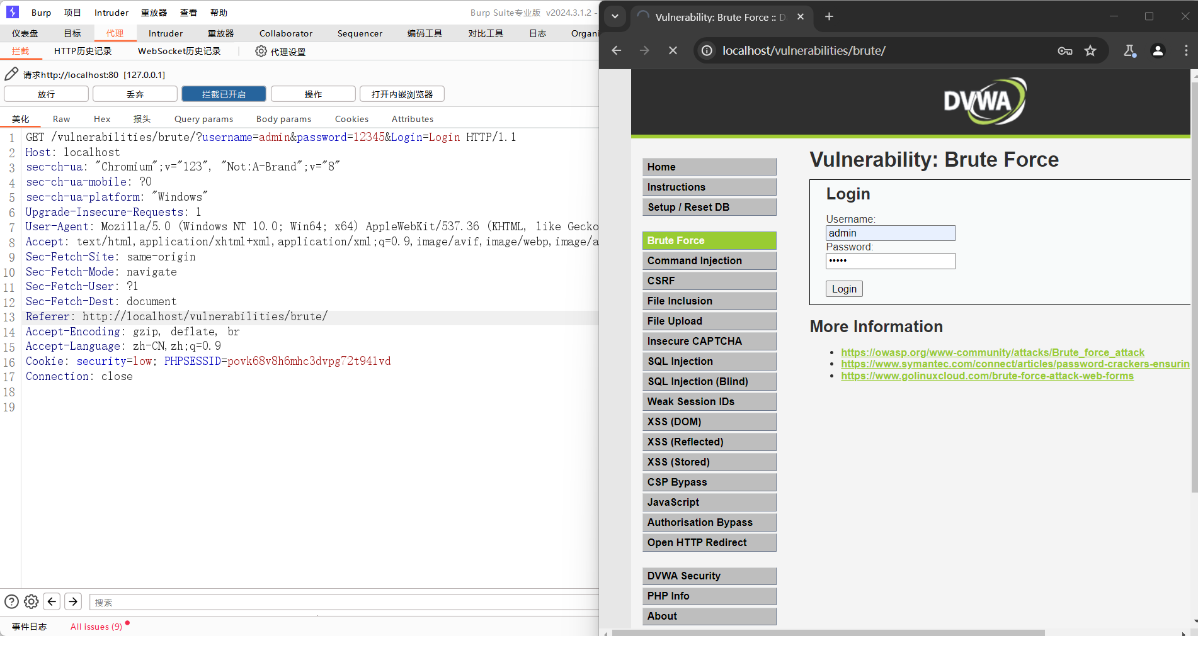 Burp 项目 Intruder 重放器 查看 帮助 Burp Suite专业版 v2024.3.1.2 -
仪表盘 目标 代理 Intruder 重放器 Collaborator Sequencer 编码工具 对比工具 日志 Organi
拦截 HTTP历史记录 WebSocket历史记录 代理设置
请求http://localhost:80 [127.0.0.1]
放行 丢弃 拦截已开启 操作 打开内嵌浏览器
美化 Raw Hex 报头 Query params Body params Cookies Attributes
1 GET /vulnerabilities/brute/?username=admin&password=12345&Login=Login HTTP/1.1
2 Host: localhost
3 sec-ch-ua: "Chromium";v="123", "Not:A-Brand";v="8"
4 sec-ch-ua-mobile: ?0
5 sec-ch-ua-platform: "Windows"
6 Upgrade-Insecure-Requests: 1
7 User-Agent: Mozilla/5.0 (Windows NT 10.0; Win64; x64) AppleWebKit/537.36 (KHTML, like Gecko
8 Accept: text/html,application/xhtml+xml,application/xml;q=0.9,image/avif,image/webp,image/a
9 Sec-Fetch-Site: same-origin
10 Sec-Fetch-Mode: navigate
11 Sec-Fetch-User: ?1
12 Sec-Fetch-Dest: document
13 Referer: http://localhost/vulnerabilities/brute/
14 Accept-Encoding: gzip, deflate, br
15 Accept-Language: zh-CN,zh;q=0.9
16 Cookie: security=low; PHPSESSID=povk68v8h6mhc3dvpg72t941vd
17 Connection: close
18
19
搜索
事件日志 All issues (9)
Vulnerability: Brute Force :: D
localhost/vulnerabilities/brute/
DVWA
Home
Instructions
Setup / Reset DB
Brute Force
Command Injection
CSRF
File Inclusion
File Upload
Insecure CAPTCHA
SQL Injection
SQL Injection (Blind)
Weak Session IDs
XSS (DOM)
XSS (Reflected)
XSS (Stored)
CSP Bypass
JavaScript
Authorisation Bypass
Open HTTP Redirect
DVWA Security
PHP Info
About
Vulnerability: Brute Force
Login
Username:
admin
Password:
•••••
Login
More Information
https://owasp.org/www-community/attacks/Brute_force_attack
https://www.symantec.com/connect/articles/password-crackers-ensurin
https://www.golinuxcloud.com/brute-force-attack-web-forms